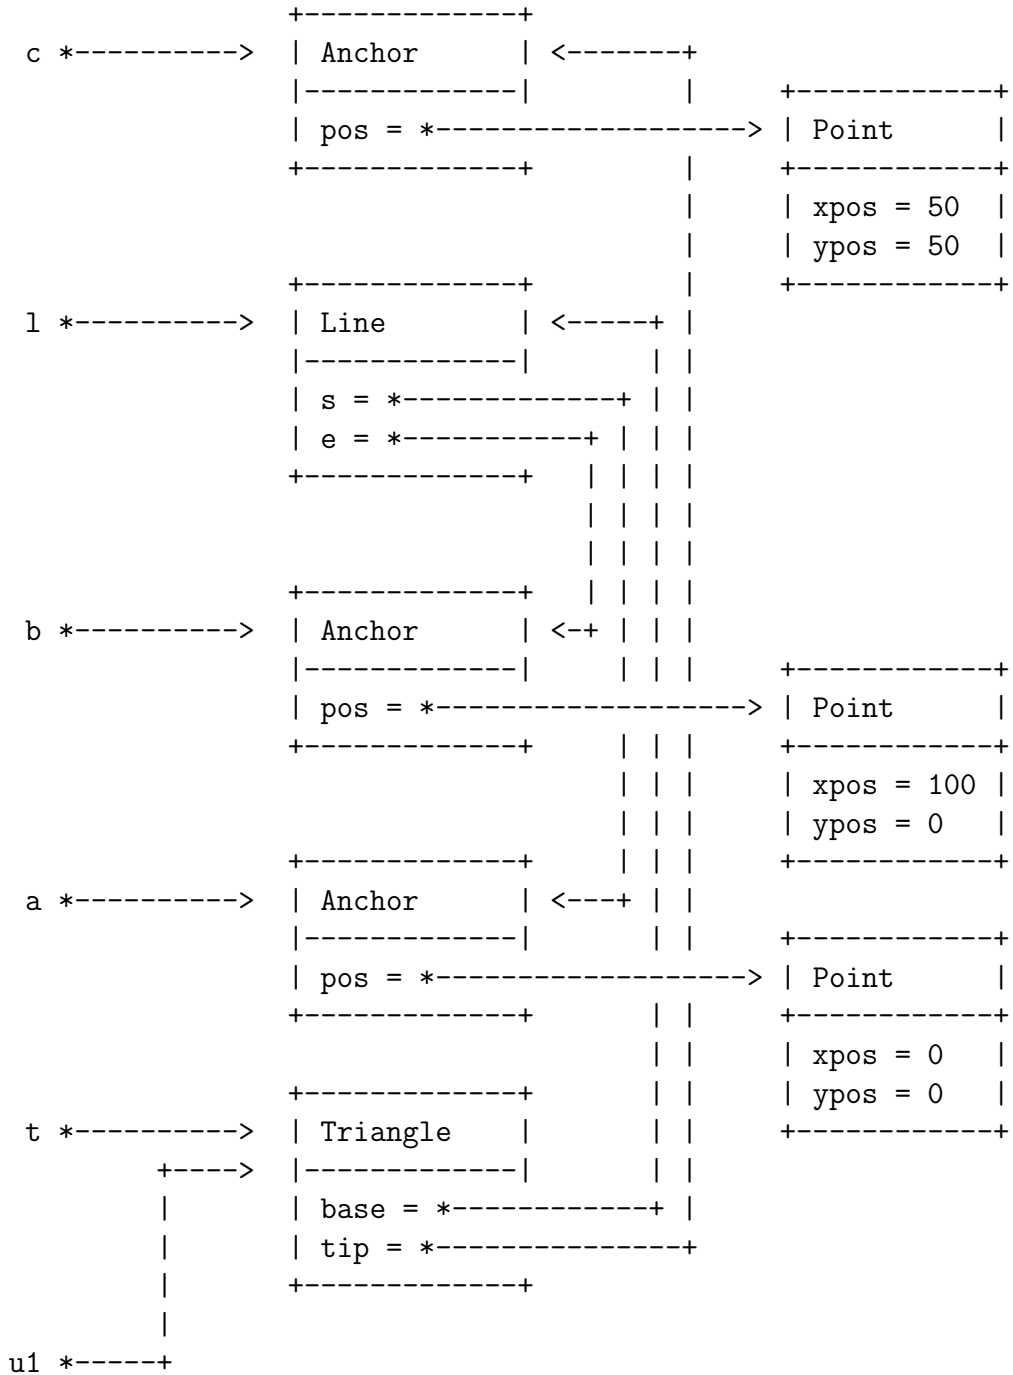 +-------------+
 c *---------->   | Anchor      | <-------+
                  |-------------|         |     +-----------+
                  | pos = *-------------------> | Point     |
                  +-------------+         |     +-----------+
                                          |     | xpos = 50 |
                                          |     | ypos = 50 |
                  +-------------+         |     +-----------+
 l *---------->   | Line        | <-----+ |
                  |-------------|       | |
                  | s = *-------------+ | |
                  | e = *-----------+ | | |
                  +-------------+   | | | |
                                    | | | |
                                    | | | |
                  +-------------+   | | | |
 b *---------->   | Anchor      | <-+ | | |
                  |-------------|     | | |     +------------+
                  | pos = *-------------------> | Point      |
                  +-------------+     | | |     +------------+
                                      | | |     | xpos = 100 |
                                      | | |     | ypos = 0   |
                  +-------------+     | | |     +------------+
 a *---------->   | Anchor      | <---+ | |
                  |-------------|       | |     +------------+
                  | pos = *-------------------> | Point      |
                  +-------------+       | |     +------------+
                                        | |     | xpos = 0   |
                  +-------------+       | |     | ypos = 0   |
 t *---------->   | Triangle    |       | |     +------------+
         +---->   |-------------|       | |
         |        | base = *------------+ |
         |        | tip = *---------------+
         |        +-------------+
         |
u1 *-----+